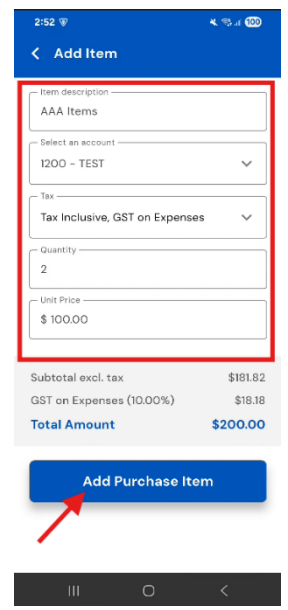 2:52
100
Add Item
Item description
AAA Items
Select an account
1200 - TEST
Tax
Tax Inclusive, GST on Expenses
Quantity
2
Unit Price
$ 100.00
Subtotal excl. tax $181.82
GST on Expenses (10.00%) $18.18
Total Amount $200.00
Add Purchase Item